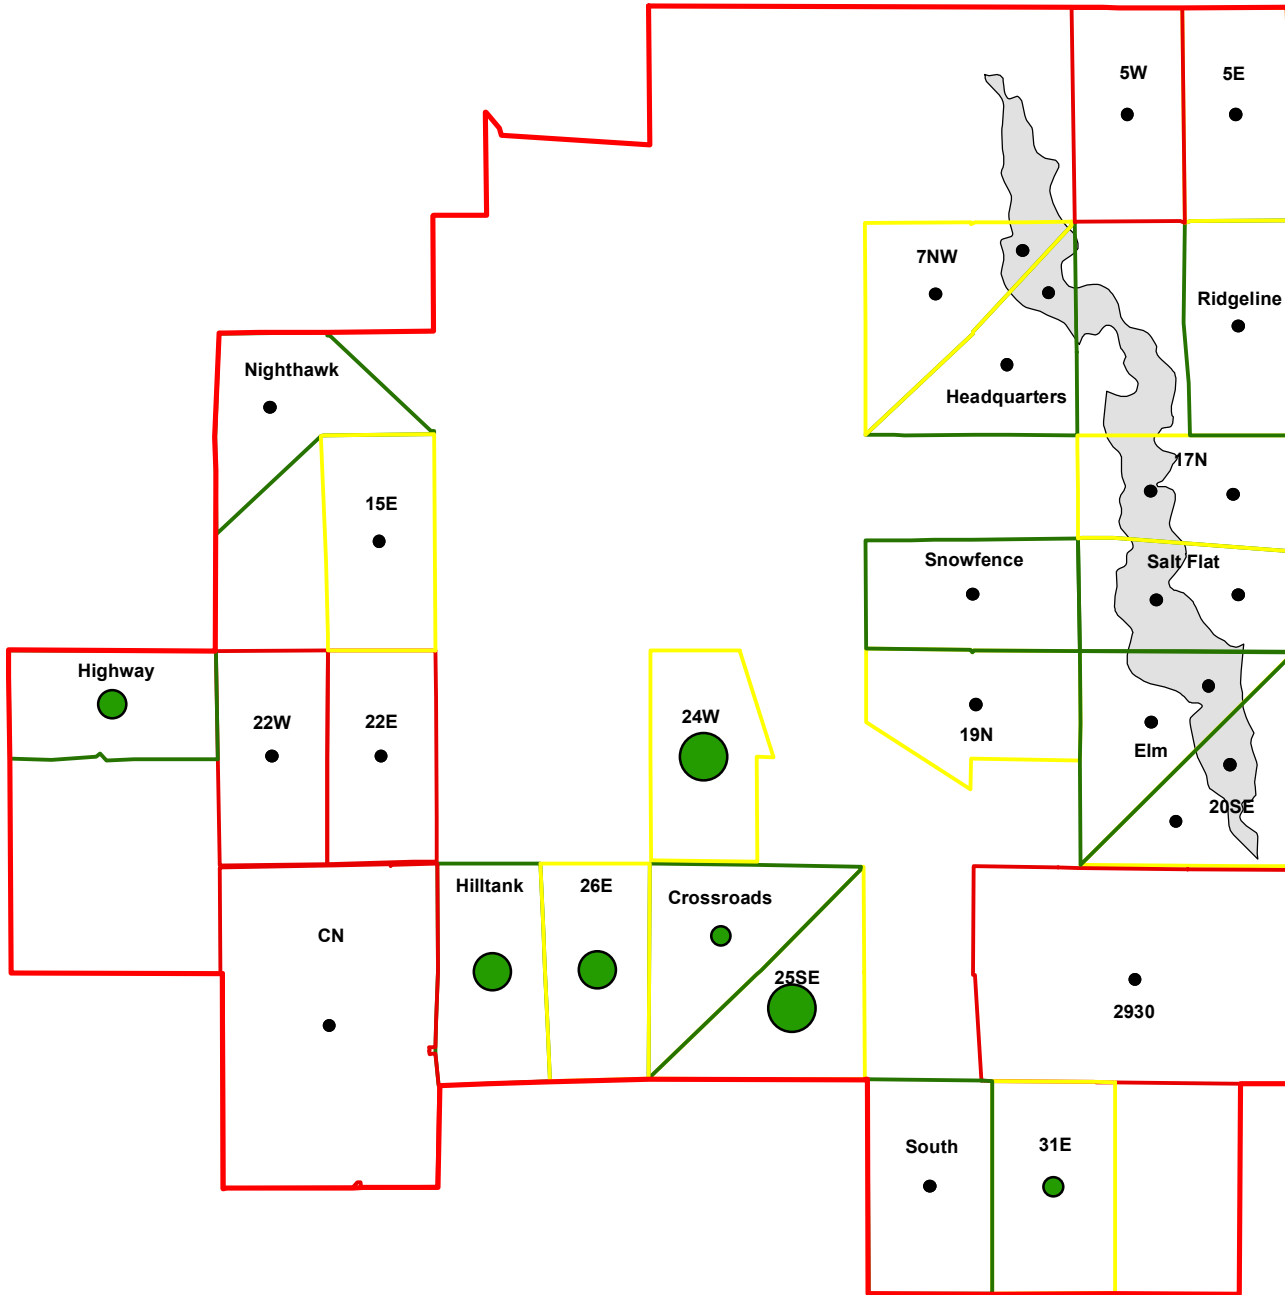 5W
5E
7NW
Ridgeline
Nighthawk
Headquarters
17N
15E
Snowfence
Salt Flat
Highway
22W
22E
24W
19N
Elm
20SE
Hilltank
26E
Crossroads
CN
25SE
2930
South
31E